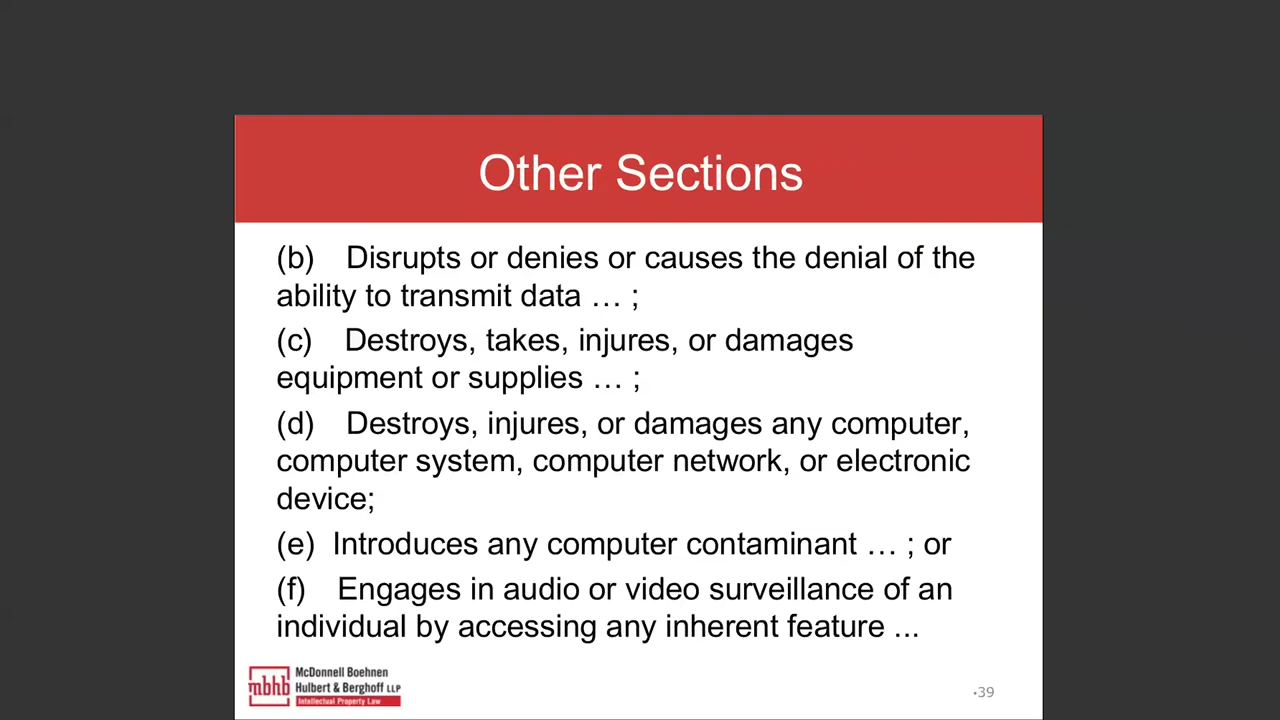 Other Sections
(b) Disrupts or denies or causes the denial of the
ability to transmit data … ;
(c) Destroys, takes, injures, or damages
equipment or supplies … ;
(d) Destroys, injures, or damages any computer,
computer system, computer network, or electronic
device;
(e) Introduces any computer contaminant … ; or
(f) Engages in audio or video surveillance of an
individual by accessing any inherent feature ...
mbhb
McDonnell Boehnen
Hulbert & Berghoff LLP
Intellectual Property Law
•39